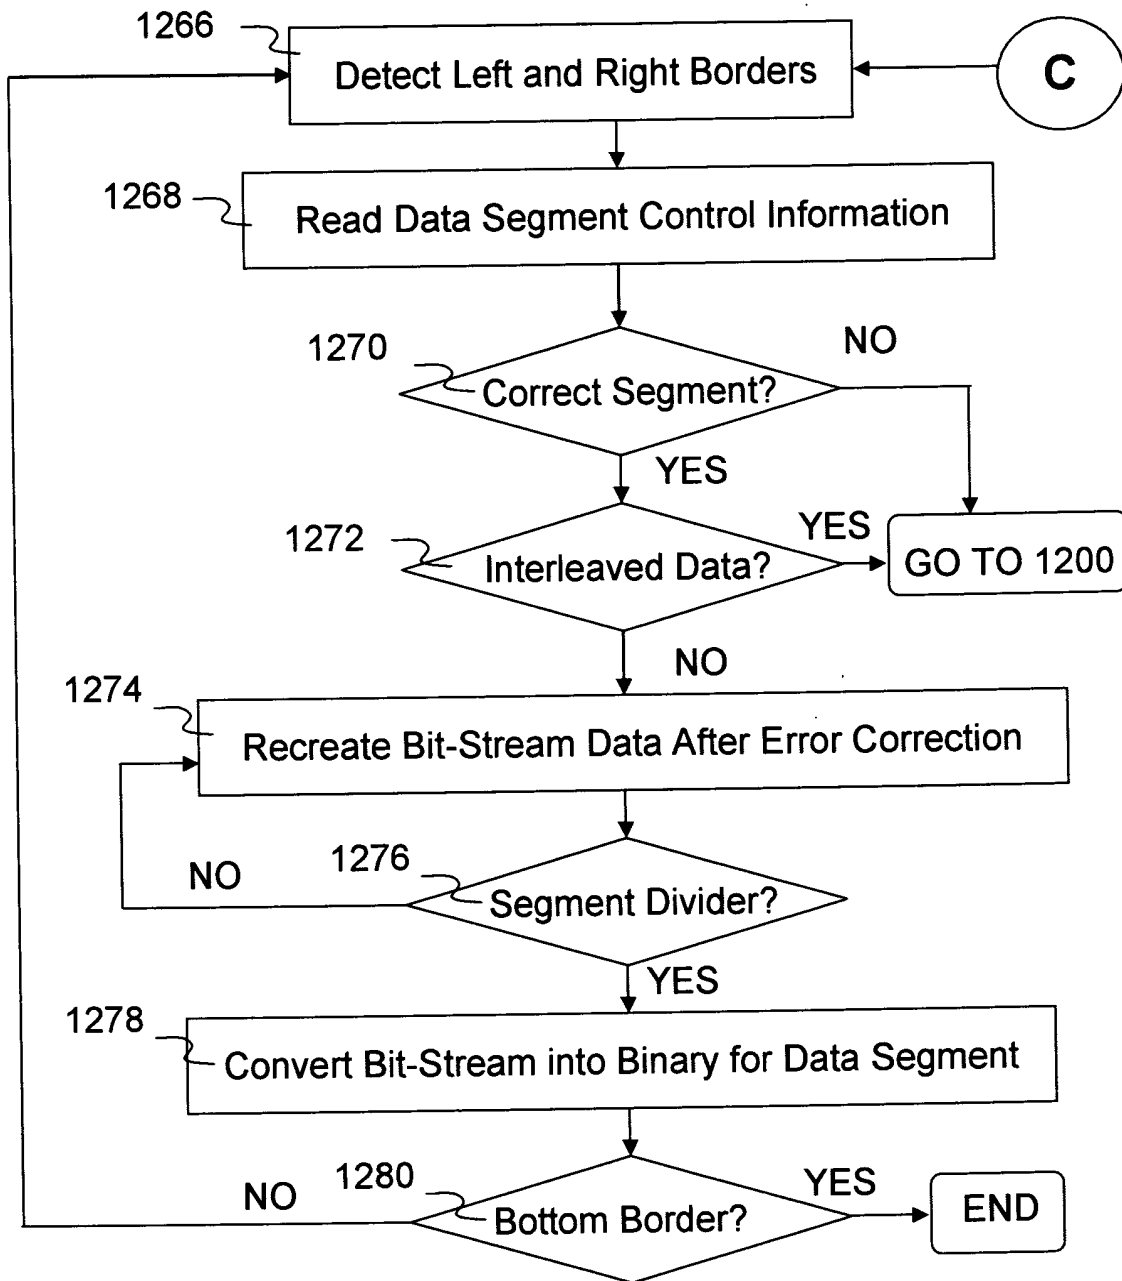 1266
Detect Left and Right Borders
C
1268
Read Data Segment Control Information
1270
Correct Segment?
NO
YES
1272
Interleaved Data?
YES
GO TO 1200
NO
1274
Recreate Bit-Stream Data After Error Correction
1276
NO
Segment Divider?
YES
1278
Convert Bit-Stream into Binary for Data Segment
1280
NO
Bottom Border?
YES
END